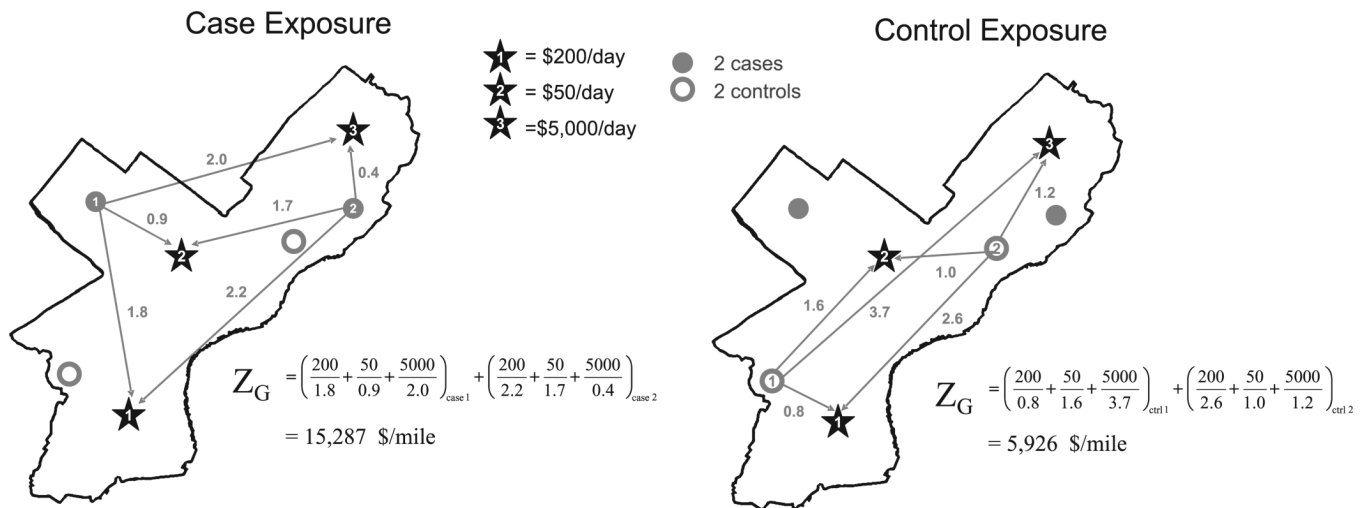 Case Exposure
Control Exposure
1 = $200/day
2 = $50/day
3 =$5,000/day
2 cases
2 controls
3
2.0
0.4
1
0.9
1.7
2
2
1.8
2.2
1
Z_G = (200/1.8 + 50/0.9 + 5000/2.0)case 1 + (200/2.2 + 50/1.7 + 5000/0.4)case 2
= 15,287 $/mile
3
1.2
2
2
1.0
1.6
3.7
2.6
1
0.8
1
Z_G = (200/0.8 + 50/1.6 + 5000/3.7)ctrl 1 + (200/2.6 + 50/1.0 + 5000/1.2)ctrl 2
= 5,926 $/mile